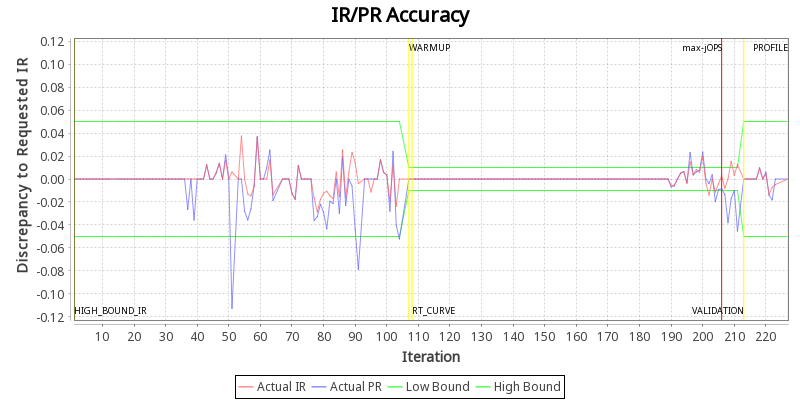 IR/PR Accuracy
Discrepancy to Requested IR
0.12
0.10
0.08
0.06
0.04
0.02
0.00
-0.02
-0.04
-0.06
-0.08
-0.10
-0.12
WARMUP
max-jOPS
PROFILE
HIGH_BOUND_IR
RT_CURVE
VALIDATION
10 20 30 40 50 60 70 80 90 100 110 120 130 140 150 160 170 180 190 200 210 220
Iteration
Actual IR Actual PR Low Bound High Bound